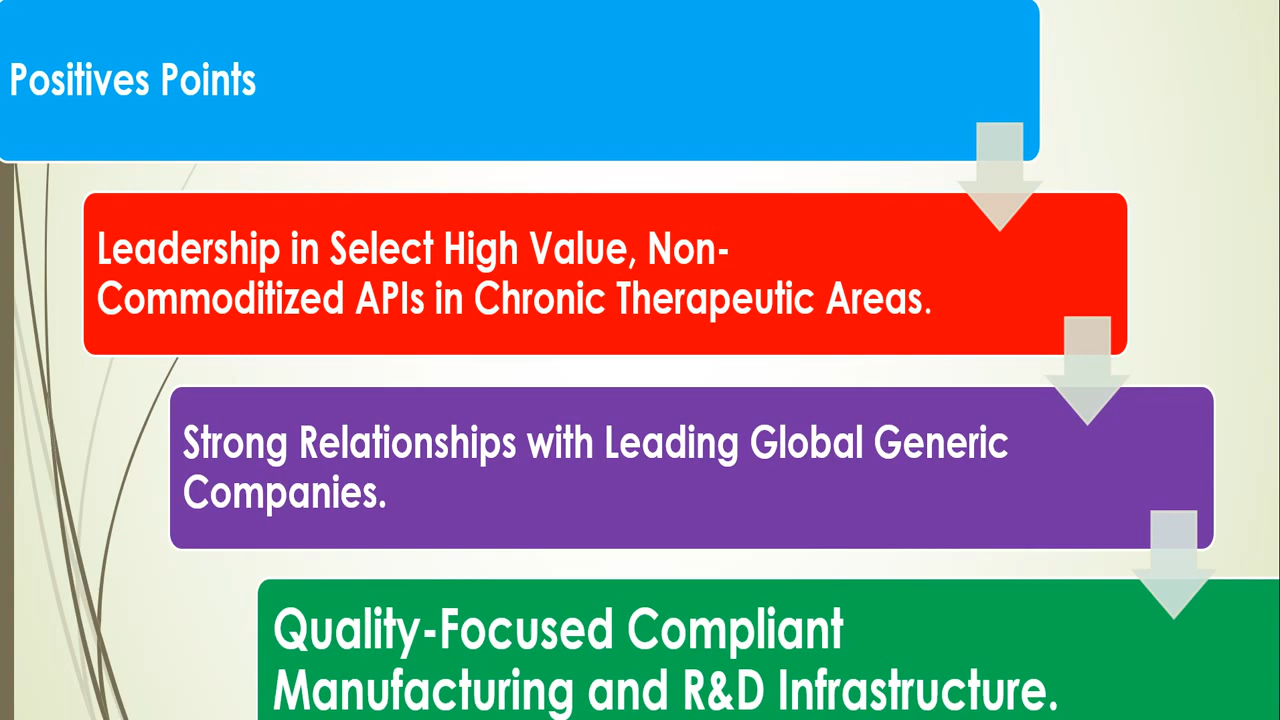 Positives Points
Leadership in Select High Value, Non-
Commoditized APIs in Chronic Therapeutic Areas.
Strong Relationships with Leading Global Generic
Companies.
Quality-Focused Compliant
Manufacturing and R&D Infrastructure.